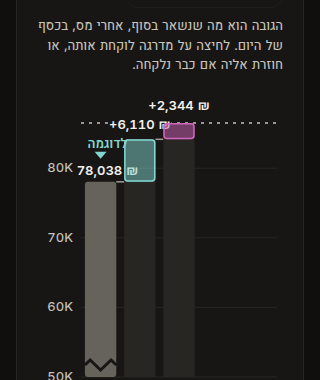 הגובה הוא מה שנשאר בסוף, אחרי מס, בכסף
של היום. לחיצה על מדרגה לוקחת אותה, או
חוזרת אליה אם כבר נלקחה.
+2,344 ₪
+6,110 ₪
לדוגמה
80K
78,038 ₪
70K
60K
50K